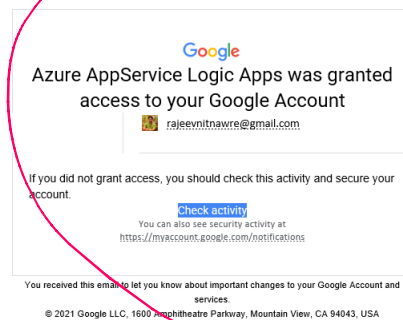 Google
Azure AppService Logic Apps was granted
access to your Google Account
rajeevnitnawre@gmail.com
If you did not grant access, you should check this activity and secure your
account.
Check activity
You can also see security activity at
https://myaccount.google.com/notifications
You received this email to let you know about important changes to your Google Account and
services.
© 2021 Google LLC, 1600 Amphitheatre Parkway, Mountain View, CA 94043, USA